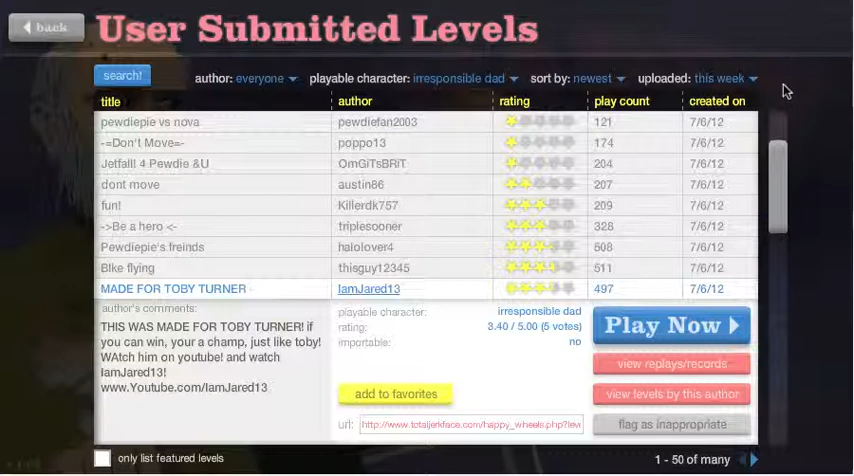 back
User Submitted Levels
search!
author: everyone playable character: irresponsible dad sort by: newest uploaded: this week
title author rating play count created on
pewdiepie vs nova pewdiefan2003 121 7/6/12
-=Don't Move=- poppo13 174 7/6/12
Jetfall! 4 Pewdie &U OmGiTsBRiT 204 7/6/12
dont move austin86 207 7/6/12
fun! Killerdk757 209 7/6/12
->Be a hero <- triplesooner 328 7/6/12
Pewdiepie's freinds halolover4 508 7/6/12
BIke flying thisguy12345 511 7/6/12
MADE FOR TOBY TURNER IamJared13 497 7/6/12
author's comments:
THIS WAS MADE FOR TOBY TURNER! if
you can win, your a champ, just like toby!
WAtch him on youtube! and watch
IamJared13!
www.Youtube.com/IamJared13
playable character: irresponsible dad
rating: 3.40 / 5.00 (5 votes)
importable: no
add to favorites
url: http://www.totaljerkface.com/happy_wheels.php?leve
Play Now
view replays/records
view levels by this author
flag as inappropriate
only list featured levels
1 - 50 of many